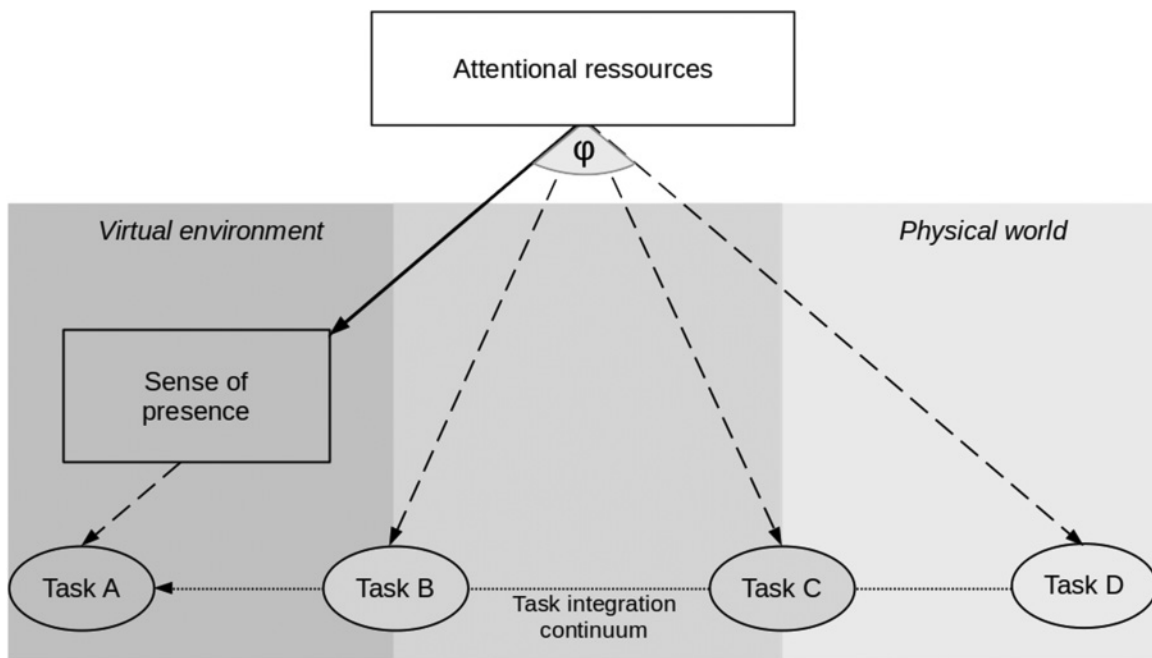 Attentional ressources
φ
Virtual environment
Physical world
Sense of
presence
Task A
Task B
Task C
Task D
Task integration
continuum